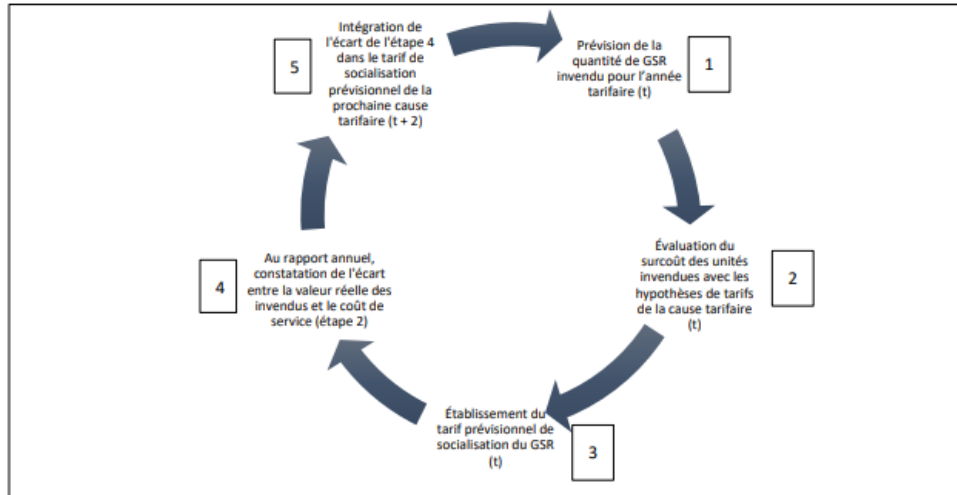 1
Prévision de la
quantité de GSR
invendu pour l'année
tarifaire (t)
2
Évaluation du
surcoût des unités
invendues avec les
hypothèses de tarifs
de la cause tarifaire
(t)
3
Établissement du
tarif prévisionnel de
socialisation du GSR
(t)
4
Au rapport annuel,
constatation de l'écart
entre la valeur réelle des
invendus et le coût de
service (étape 2)
5
Intégration de
l'écart de l'étape 4
dans le tarif de
socialisation
prévisionnel de la
prochaine cause
tarifaire (t + 2)